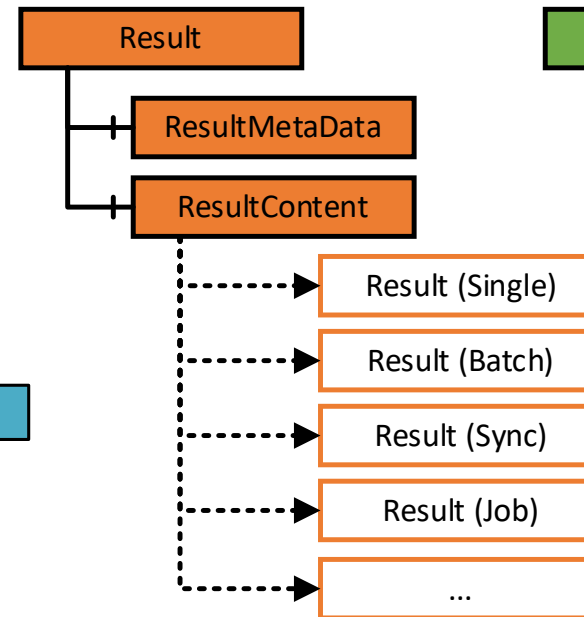 Result
ResultMetaData
ResultContent
Result (Single)
Result (Batch)
Result (Sync)
Result (Job)
...